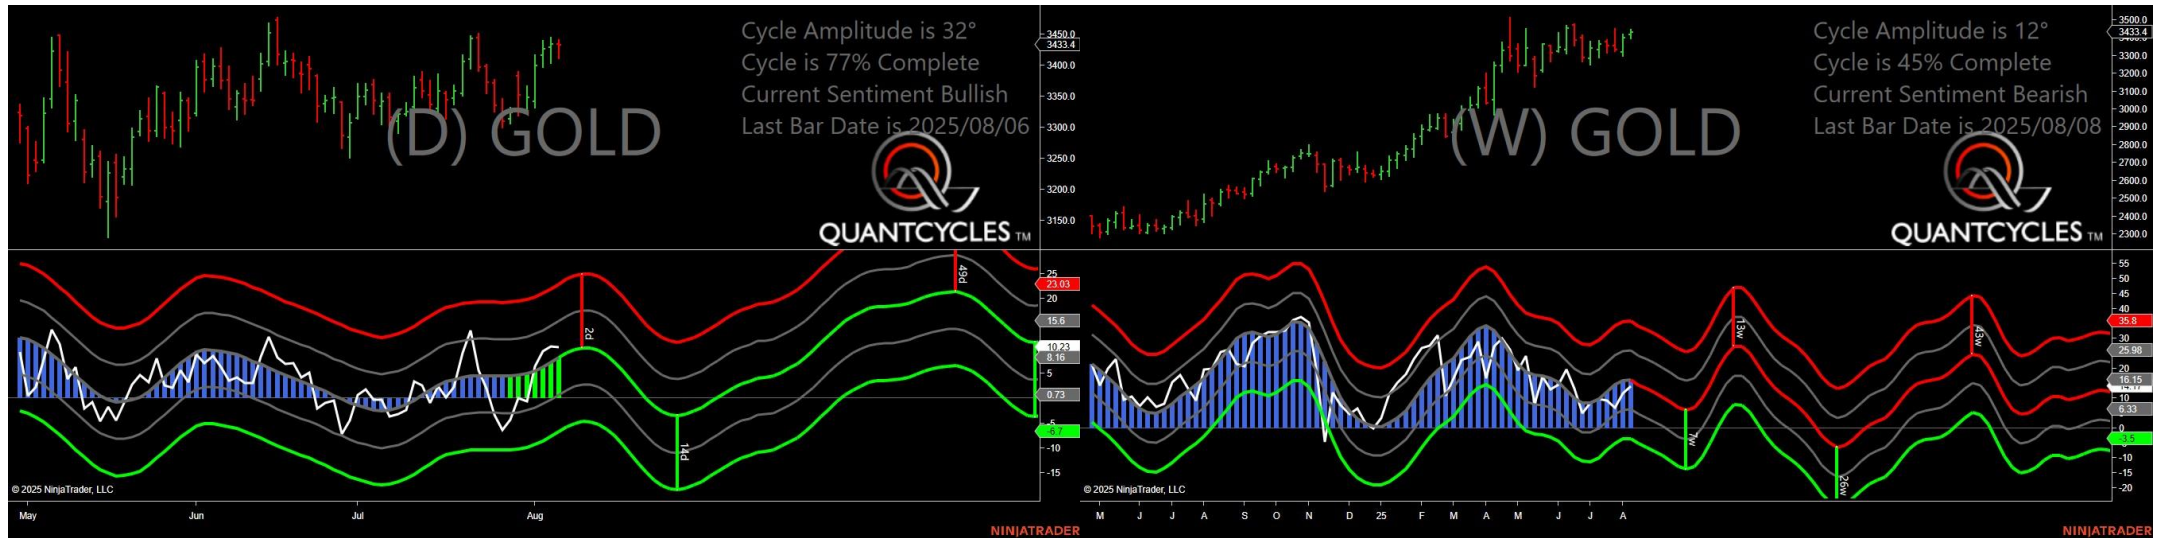 Cycle Amplitude is 32°
Cycle is 77% Complete
Current Sentiment Bullish
Last Bar Date is 2025/08/06
(D) GOLD
QUANTCYCLES TM
3450.0
3433.4
3400.0
3350.0
3300.0
3250.0
3200.0
3150.0
25
23.03
20
15.6
10.23
8.16
5
0.73
-5
-6.7
-10
-15
2d
14d
49d
© 2025 NinjaTrader, LLC
May Jun Jul Aug
NINJATRADER
Cycle Amplitude is 12°
Cycle is 45% Complete
Current Sentiment Bearish
Last Bar Date is 2025/08/08
(W) GOLD
QUANTCYCLES TM
3500.0
3433.4
3300.0
3200.0
3100.0
3000.0
2900.0
2800.0
2700.0
2600.0
2500.0
2400.0
2300.0
55
50
45
40
35.8
30
25.98
20
16.15
10
6.33
0
-3.5
-10
-15
-20
7w
13w
26w
43w
© 2025 NinjaTrader, LLC
M J J A S O N D 25 F M A M J J A
NINJATRADER